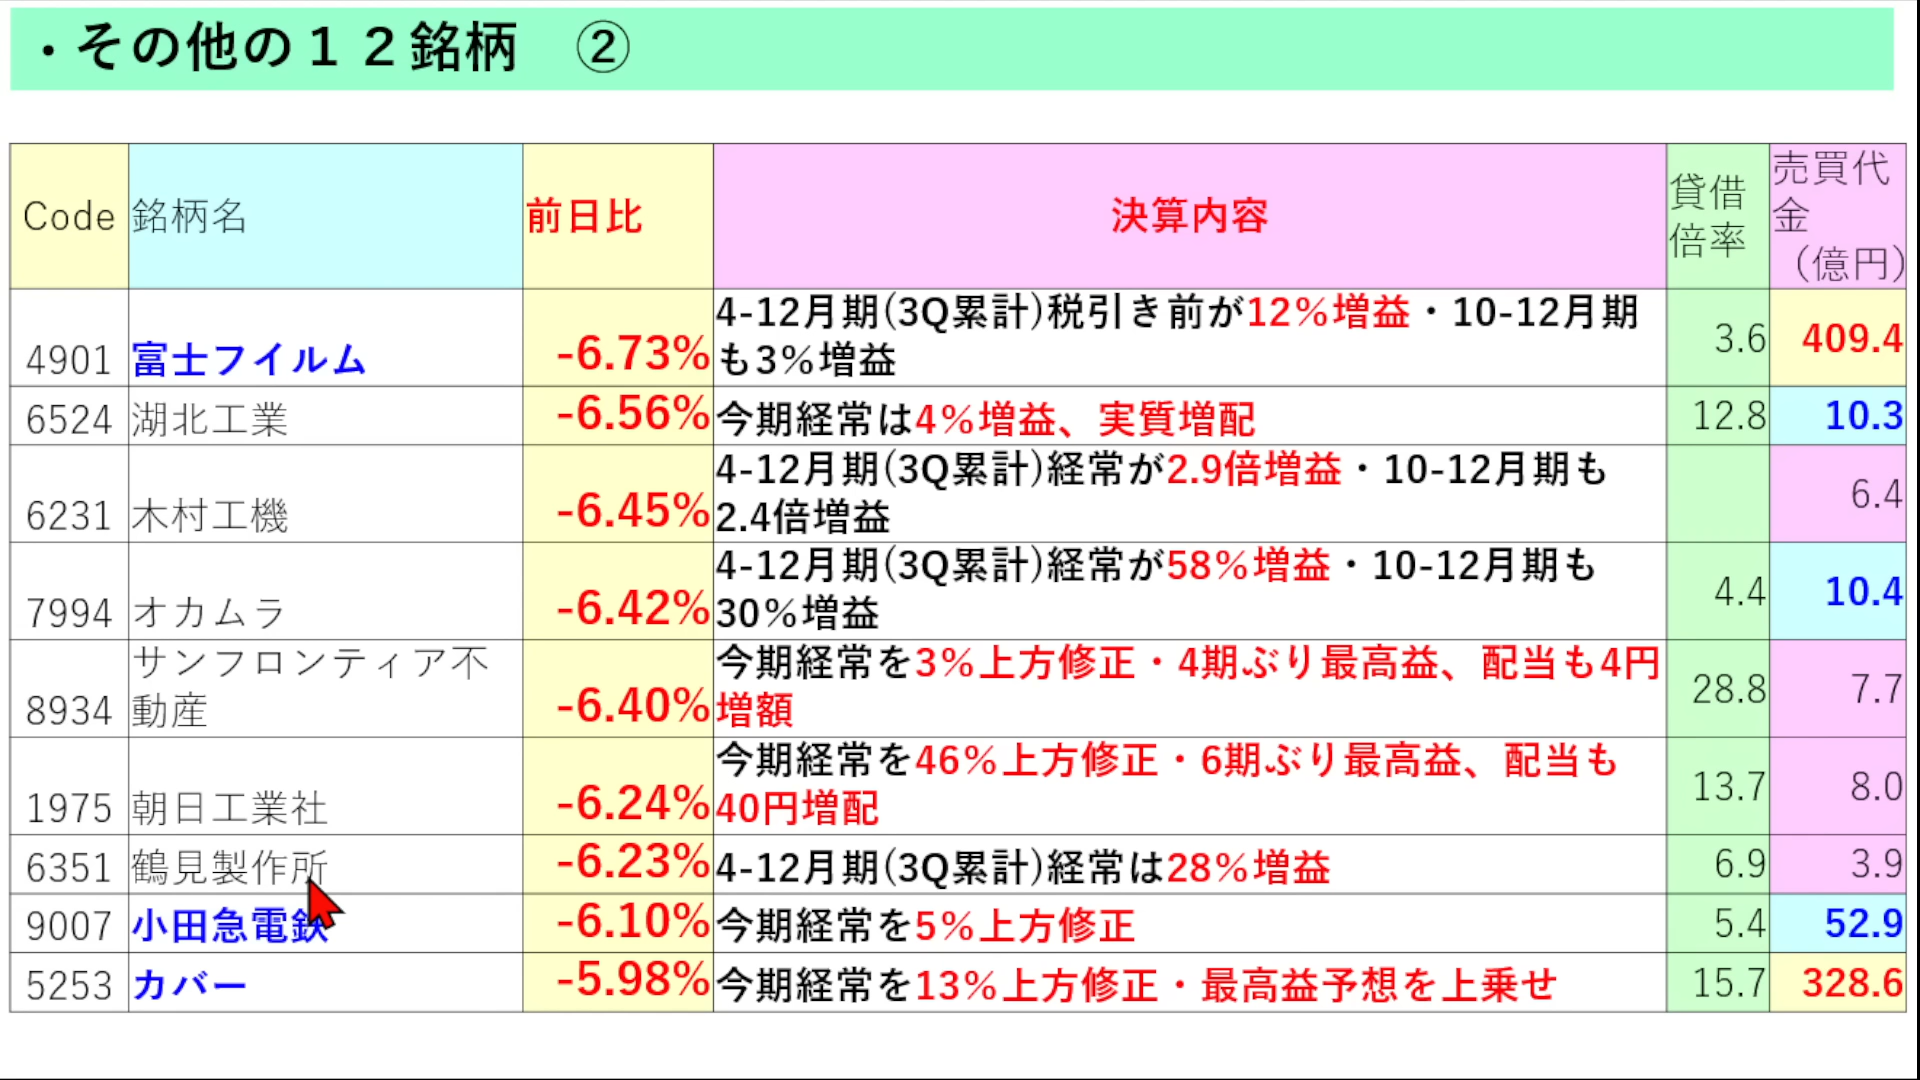 ・その他の１２銘柄　②
Code 銘柄名 前日比 決算内容 貸借倍率 売買代金（億円）
4901 富士フイルム -6.73% 4-12月期(3Q累計)税引き前が12%増益・10-12月期も3%増益 3.6 409.4
6524 湖北工業 -6.56% 今期経常は4%増益、実質増配 12.8 10.3
6231 木村工機 -6.45% 4-12月期(3Q累計)経常が2.9倍増益・10-12月期も2.4倍増益 6.4
7994 オカムラ -6.42% 4-12月期(3Q累計)経常が58%増益・10-12月期も30%増益 4.4 10.4
8934 サンフロンティア不動産 -6.40% 今期経常を3%上方修正・4期ぶり最高益、配当も4円増額 28.8 7.7
1975 朝日工業社 -6.24% 今期経常を46%上方修正・6期ぶり最高益、配当も40円増配 13.7 8.0
6351 鶴見製作所 -6.23% 4-12月期(3Q累計)経常は28%増益 6.9 3.9
9007 小田急電鉄 -6.10% 今期経常を5%上方修正 5.4 52.9
5253 カバー -5.98% 今期経常を13%上方修正・最高益予想を上乗せ 15.7 328.6